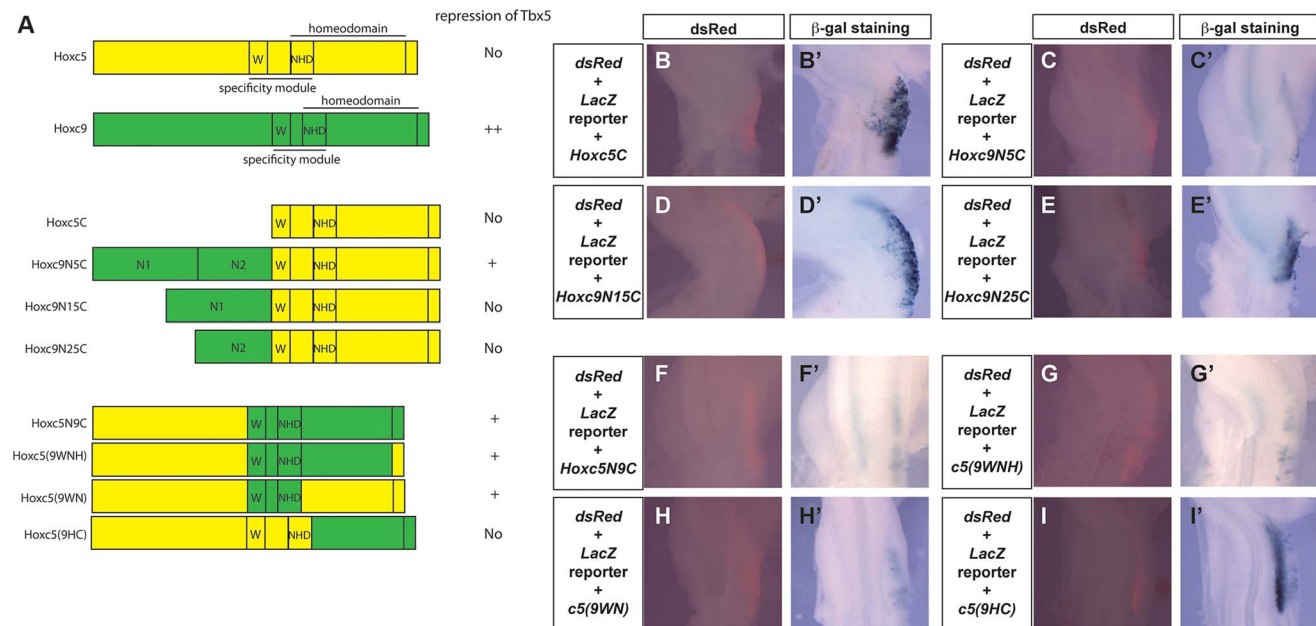 A
repression of Tbx5
homeodomain
Hoxc5
W
NHD
No
specificity module
homeodomain
Hoxc9
W
NHD
++
specificity module
Hoxc5C
W
NHD
No
Hoxc9N5C
N1
N2
W
NHD
+
Hoxc9N15C
N1
W
NHD
No
Hoxc9N25C
N2
W
NHD
No
Hoxc5N9C
W
NHD
+
Hoxc5(9WNH)
W
NHD
+
Hoxc5(9WN)
W
NHD
+
Hoxc5(9HC)
W
NHD
No
dsRed
β-gal staining
dsRed
β-gal staining
dsRed
+
LacZ
reporter
+
Hoxc5C
B
B’
dsRed
+
LacZ
reporter
+
Hoxc9N5C
C
C’
dsRed
+
LacZ
reporter
+
Hoxc9N15C
D
D’
dsRed
+
LacZ
reporter
+
Hoxc9N25C
E
E’
dsRed
+
LacZ
reporter
+
Hoxc5N9C
F
F’
dsRed
+
LacZ
reporter
+
c5(9WNH)
G
G’
dsRed
+
LacZ
reporter
+
c5(9WN)
H
H’
dsRed
+
LacZ
reporter
+
c5(9HC)
I
I’